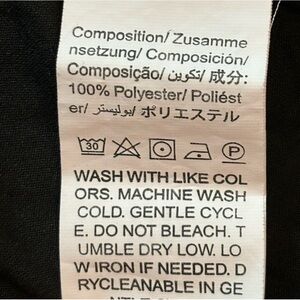 Composition/ Zusamme
nsetzung/ Composición/
Composição/ تكوين/ 成分:
100% Polyester/ Poliést
er/ بوليستر/ ポリエステル
30 P
WASH WITH LIKE COL
ORS. MACHINE WASH
COLD. GENTLE CYCL
E. DO NOT BLEACH. T
UMBLE DRY LOW. LO
W IRON IF NEEDED. D
RYCLEANABLE IN GE
NTLE